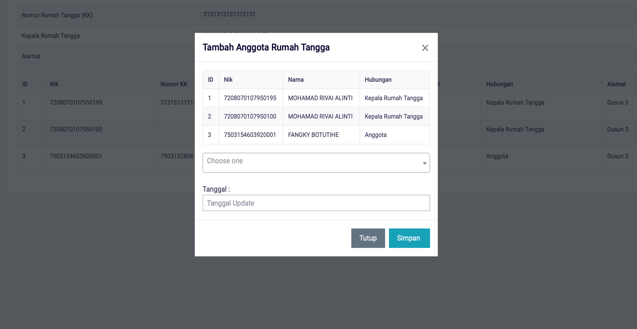 Nomor Rumah Tangga (KK)
: 3131313131313131
Kepala Rumah Tangga
Alamat
Tambah Anggota Rumah Tangga
ID Nik Nama Hubungan
1 7208070107950195 MOHAMAD RIVAI ALINTI Kepala Rumah Tangga
2 7208070107950100 MOHAMAD RIVAI ALINTI Kepala Rumah Tangga
3 7503154603920001 FANGKY BOTUTIHE Anggota
Choose one
Tanggal :
Tanggal Update
Tutup Simpan
ID Nik Nomor KK Hubungan Alamat
1 7208070107950195 Kepala Rumah Tangga Dusun 3
2 7208070107950100 Kepala Rumah Tangga Dusun 3
3 7503154603920001 Anggota Dusun 3